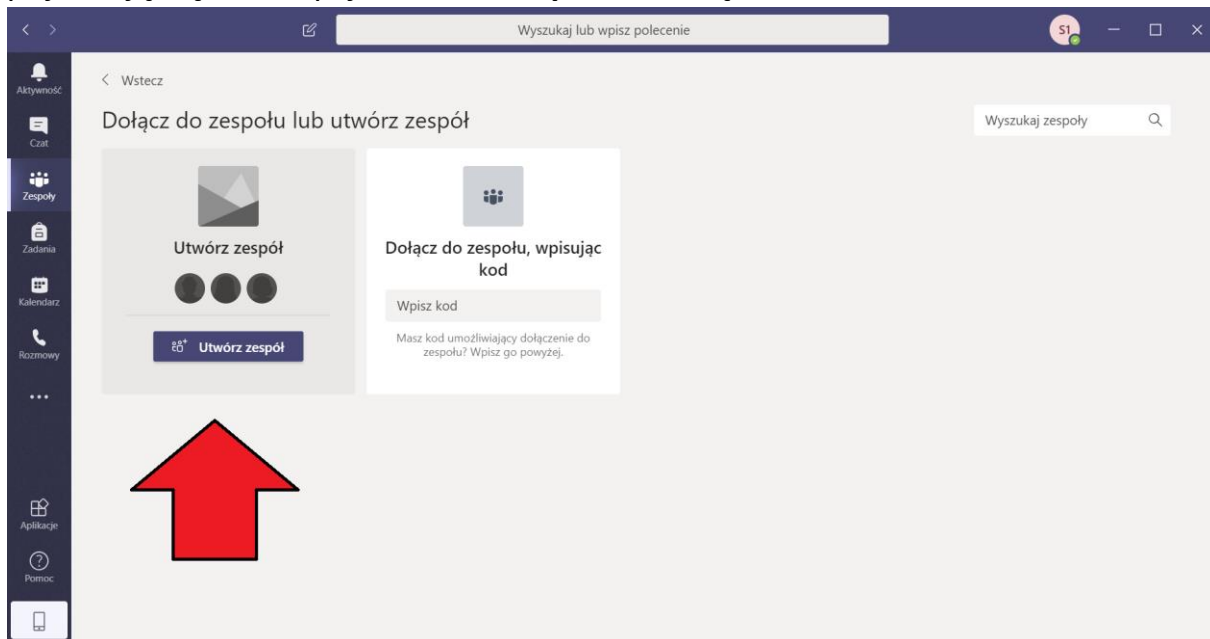 Wyszukaj lub wpisz polecenie
S1
Aktywność
Czat
Zespoły
Zadania
Kalendarz
Rozmowy
Aplikacje
Pomoc
Wstecz
Dołącz do zespołu lub utwórz zespół
Wyszukaj zespoły
Utwórz zespół
Utwórz zespół
Dołącz do zespołu, wpisując
kod
Wpisz kod
Masz kod umożliwiający dołączenie do
zespołu? Wpisz go powyżej.